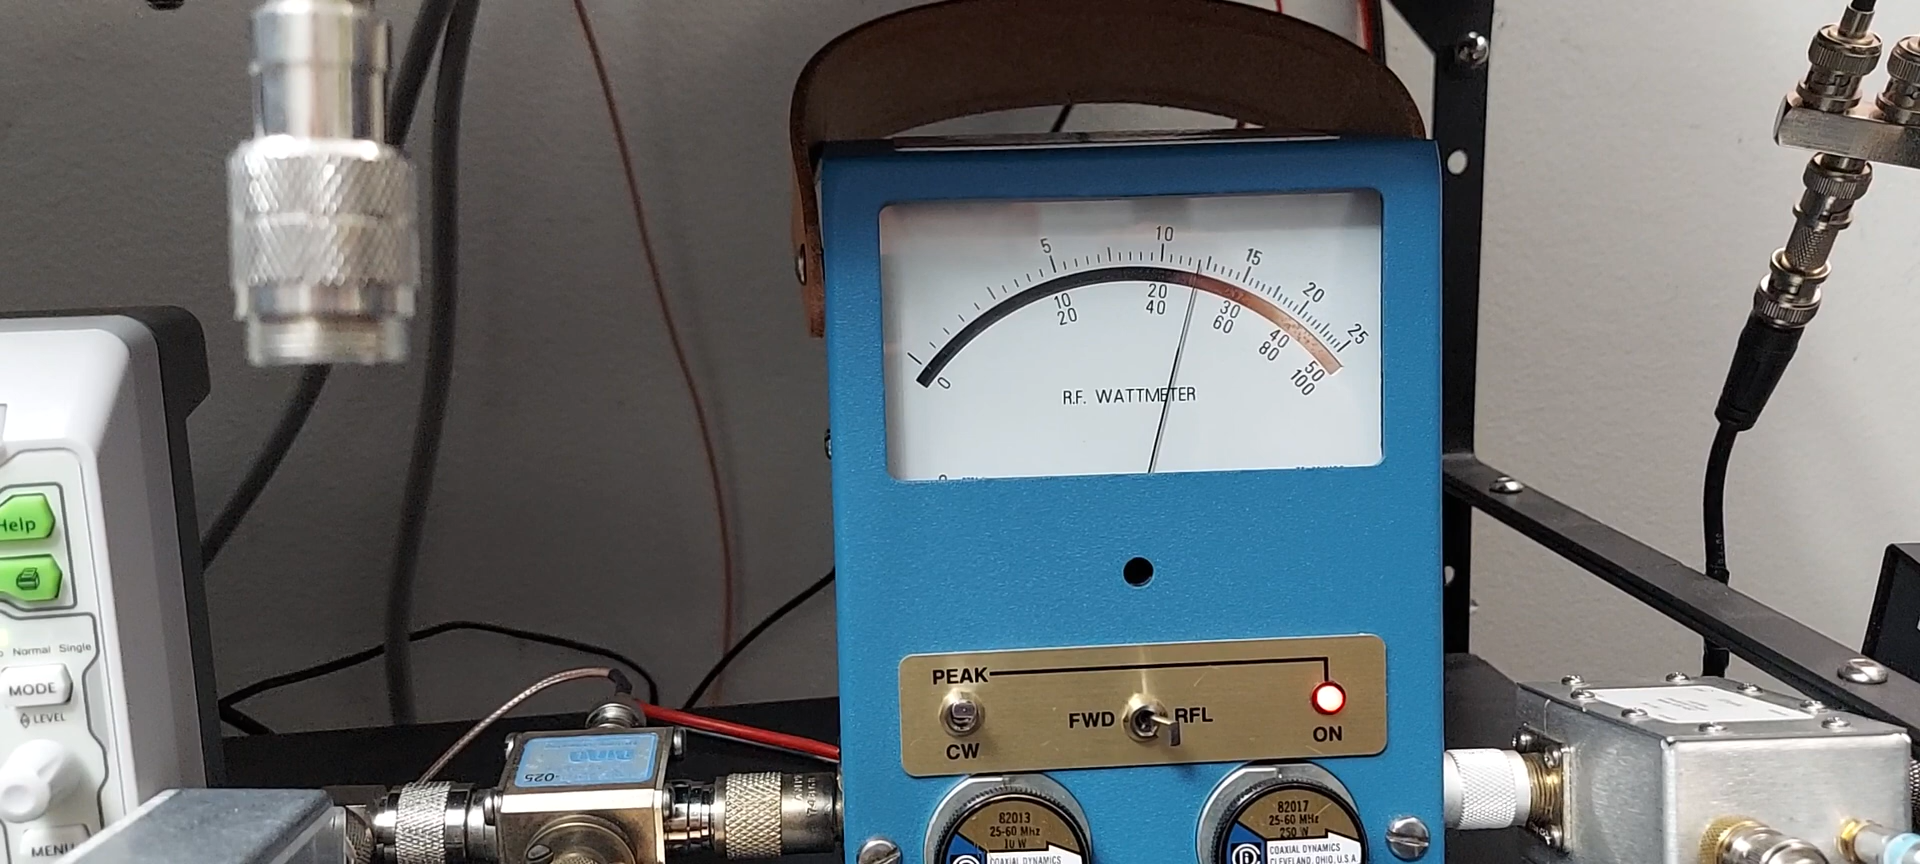 5
10
15
20
25
0
10
20
30
40
50
20
40
60
80
100
R.F. WATTMETER
Help
Normal Single
MODE
LEVEL
MENU
PEAK
FWD
RFL
CW
ON
-025
82013
25-60 MHz
10 W
COAXIAL DYNAMICS
82017
25-60 MHz
250 W
COAXIAL DYNAMICS
CLEVELAND, OHIO, U.S.A.